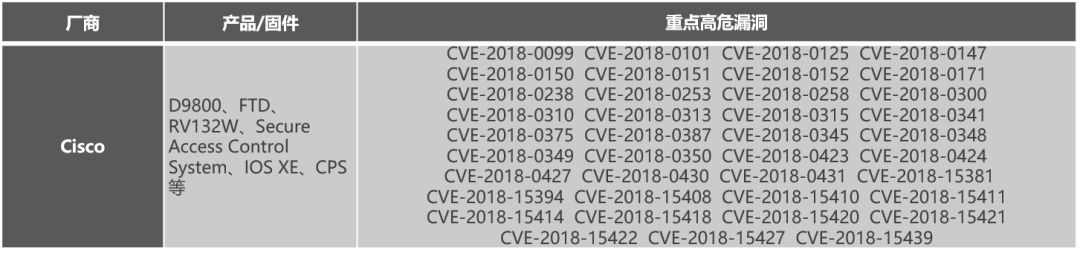 厂商 产品/固件 重点高危漏洞
Cisco
D9800、FTD、
RV132W、Secure
Access Control
System、IOS XE、CPS
等
CVE-2018-0099 CVE-2018-0101 CVE-2018-0125 CVE-2018-0147
CVE-2018-0150 CVE-2018-0151 CVE-2018-0152 CVE-2018-0171
CVE-2018-0238 CVE-2018-0253 CVE-2018-0258 CVE-2018-0300
CVE-2018-0310 CVE-2018-0313 CVE-2018-0315 CVE-2018-0341
CVE-2018-0375 CVE-2018-0387 CVE-2018-0345 CVE-2018-0348
CVE-2018-0349 CVE-2018-0350 CVE-2018-0423 CVE-2018-0424
CVE-2018-0427 CVE-2018-0430 CVE-2018-0431 CVE-2018-15381
CVE-2018-15394 CVE-2018-15408 CVE-2018-15410 CVE-2018-15411
CVE-2018-15414 CVE-2018-15418 CVE-2018-15420 CVE-2018-15421
CVE-2018-15422 CVE-2018-15427 CVE-2018-15439